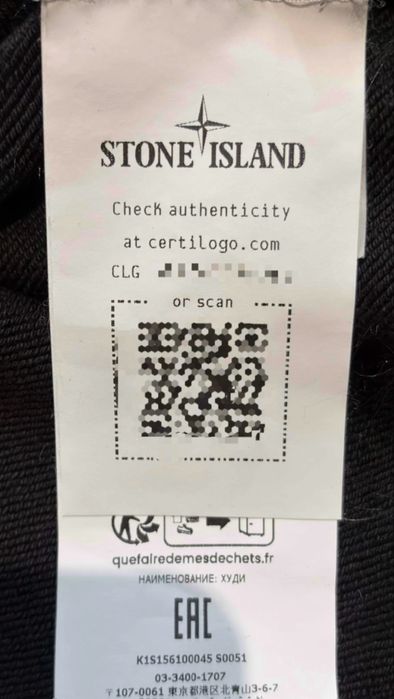 STONE ISLAND
Check authenticity
at certilogo.com
CLG
or scan
quefairedemesdechets.fr
НАИМЕНОВАНИЕ: ХУДИ
EAC
K1S156100045 S0051
03-3400-1707
〒107-0061 東京都港区北青山3-6-7